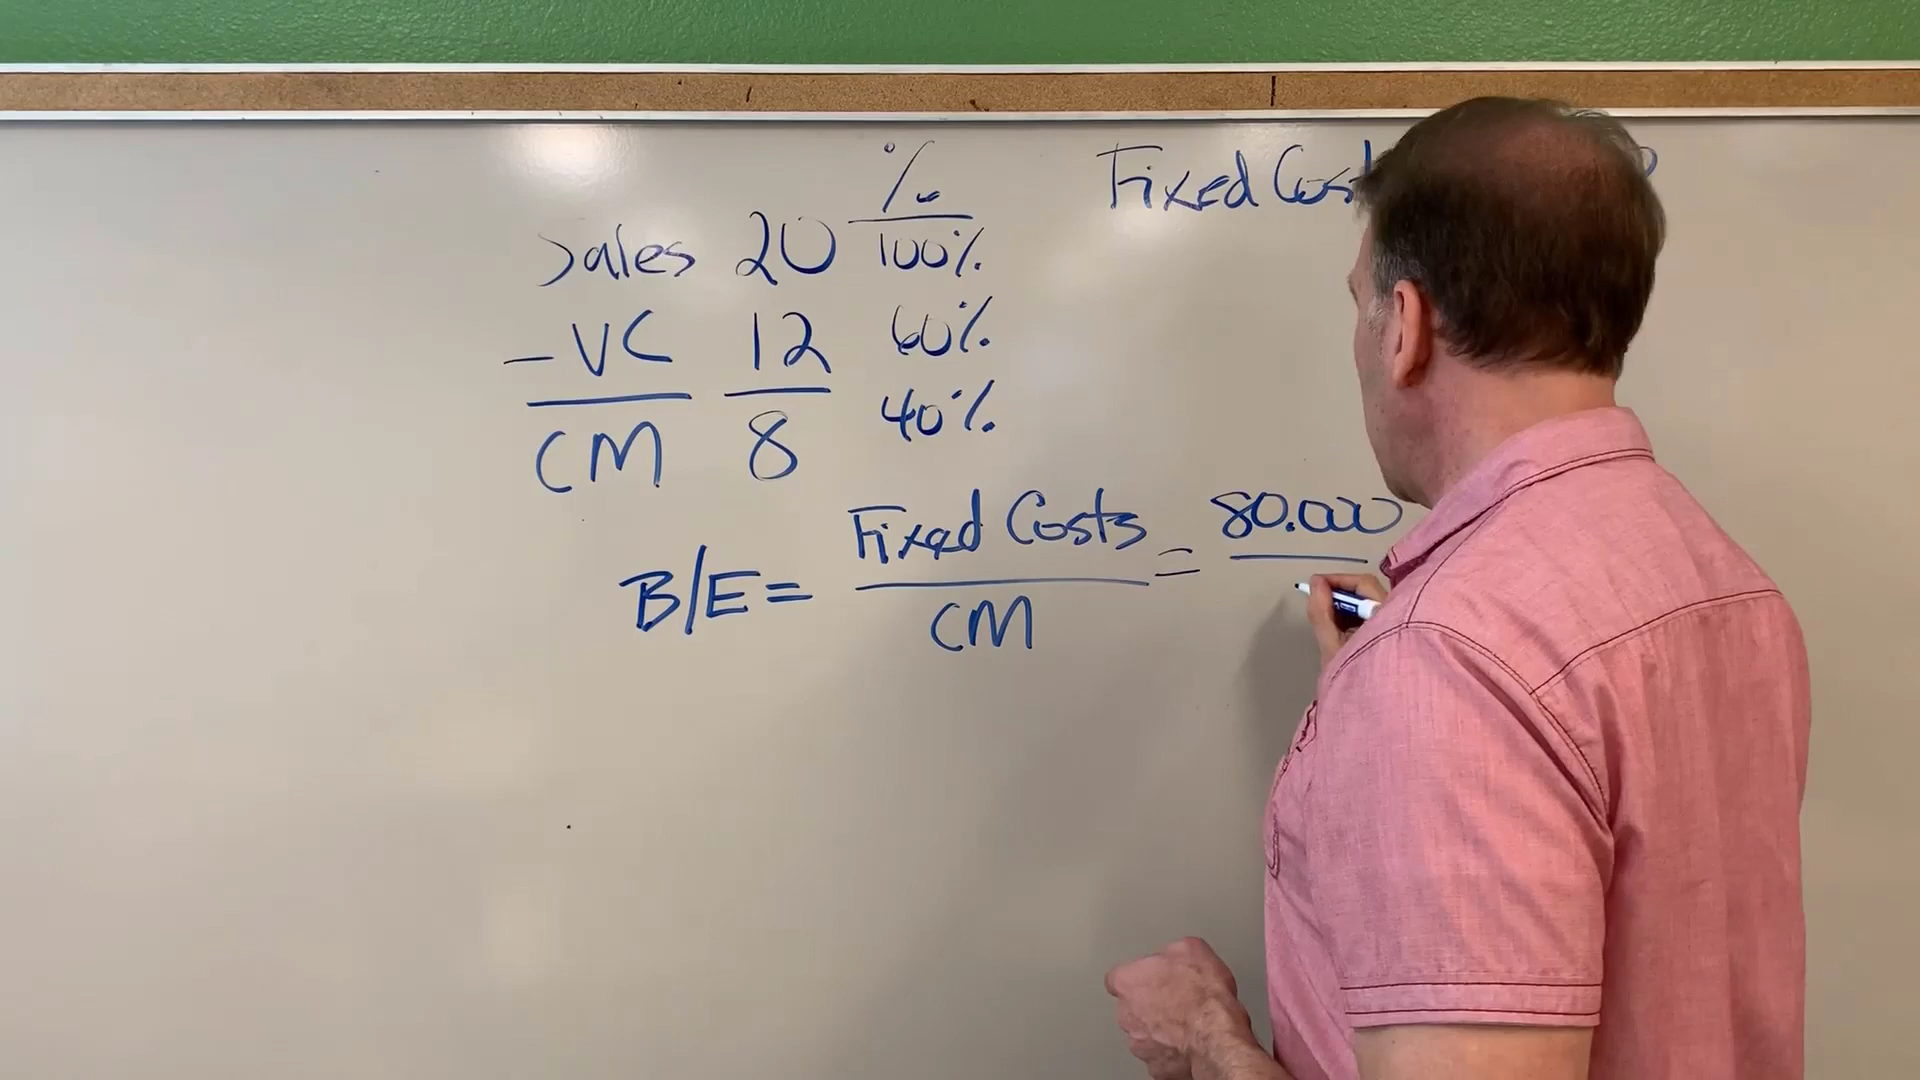 %
Sales 20 100%
- VC 12 60%
CM 8 40%
Fixed Cost
B/E = Fixed Costs = 80.000
CM